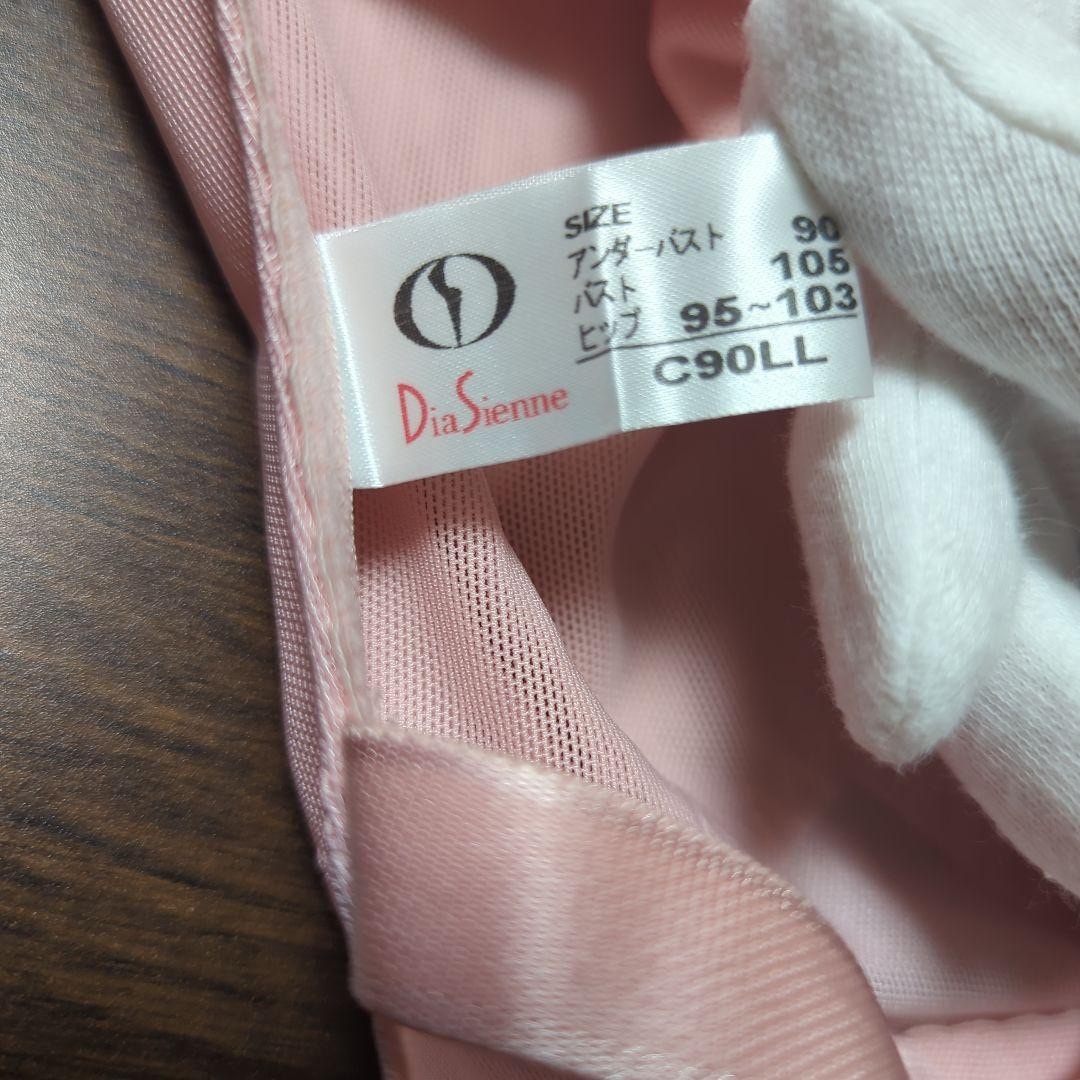 DiaSienne
SIZE
アンダーバスト 90
バスト 105
ヒップ 95~103
C90LL